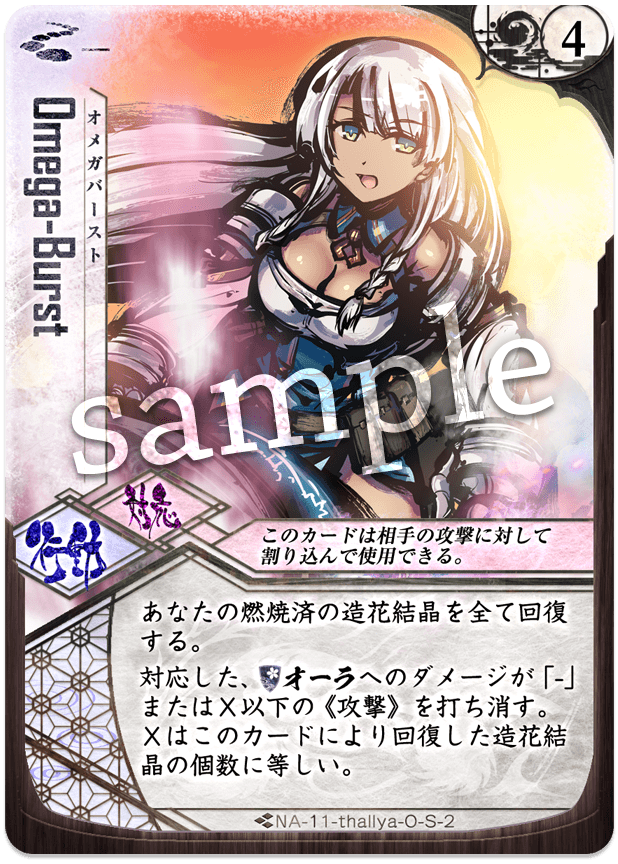 4
Omega-Burst
オメガバースト
sample
対応
行動
このカードは相手の攻撃に対して
割り込んで使用できる。
あなたの燃焼済の造花結晶を全て回復
する。
対応した、オーラへのダメージが「-」
またはX以下の《攻撃》を打ち消す。
Xはこのカードにより回復した造花結
晶の個数に等しい。
NA-11-thallya-O-S-2